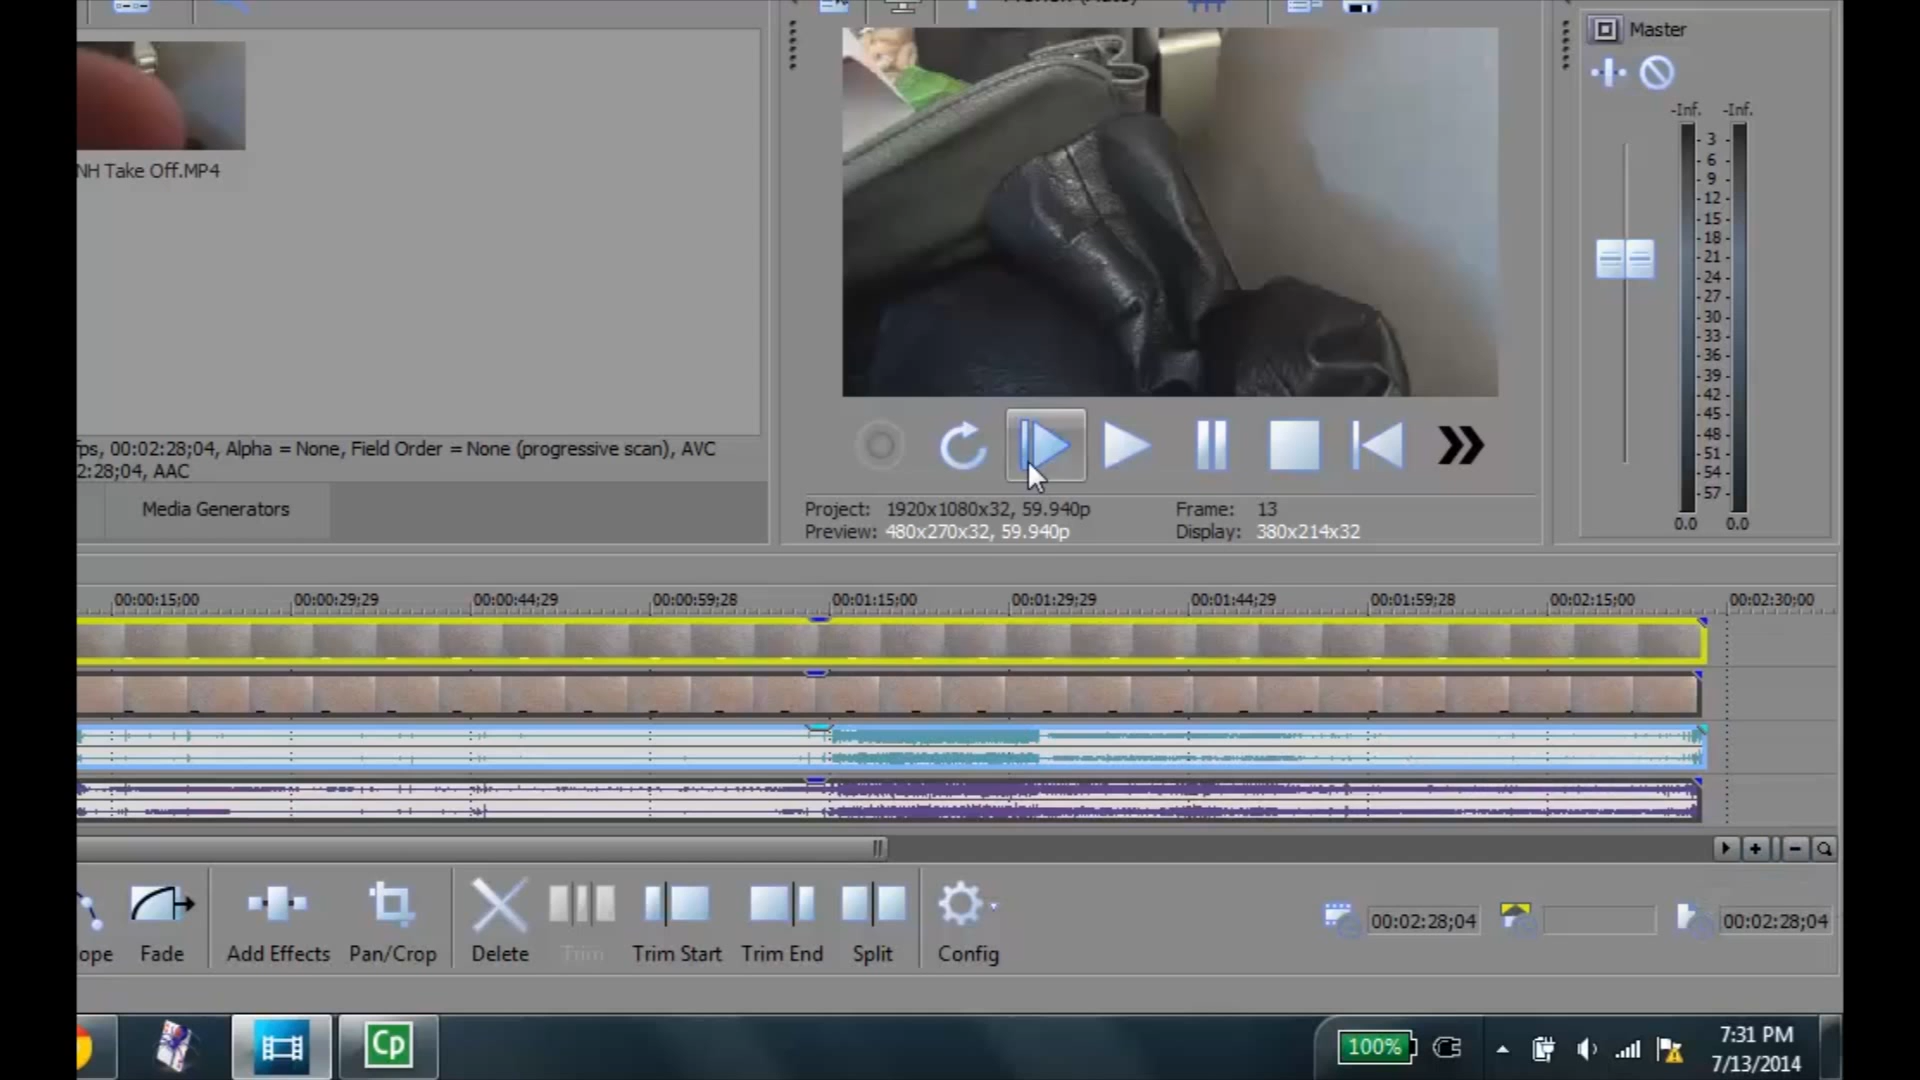 Master
-Inf. -Inf.
3
6
9
12
15
18
21
24
27
30
33
36
39
42
45
48
51
54
57
0.0 0.0
NH Take Off.MP4
ps, 00:02:28;04, Alpha = None, Field Order = None (progressive scan), AVC
2:28;04, AAC
Media Generators
Project: 1920x1080x32, 59.940p Frame: 13
Preview: 480x270x32, 59.940p Display: 380x214x32
00:00:15;00 00:00:29;29 00:00:44;29 00:00:59;28 00:01:15;00 00:01:29;29 00:01:44;29 00:01:59;28 00:02:15;00 00:02:30;00
ope Fade Add Effects Pan/Crop Delete Trim Trim Start Trim End Split Config
00:02:28;04 00:02:28;04
Cp
100%
7:31 PM
7/13/2014